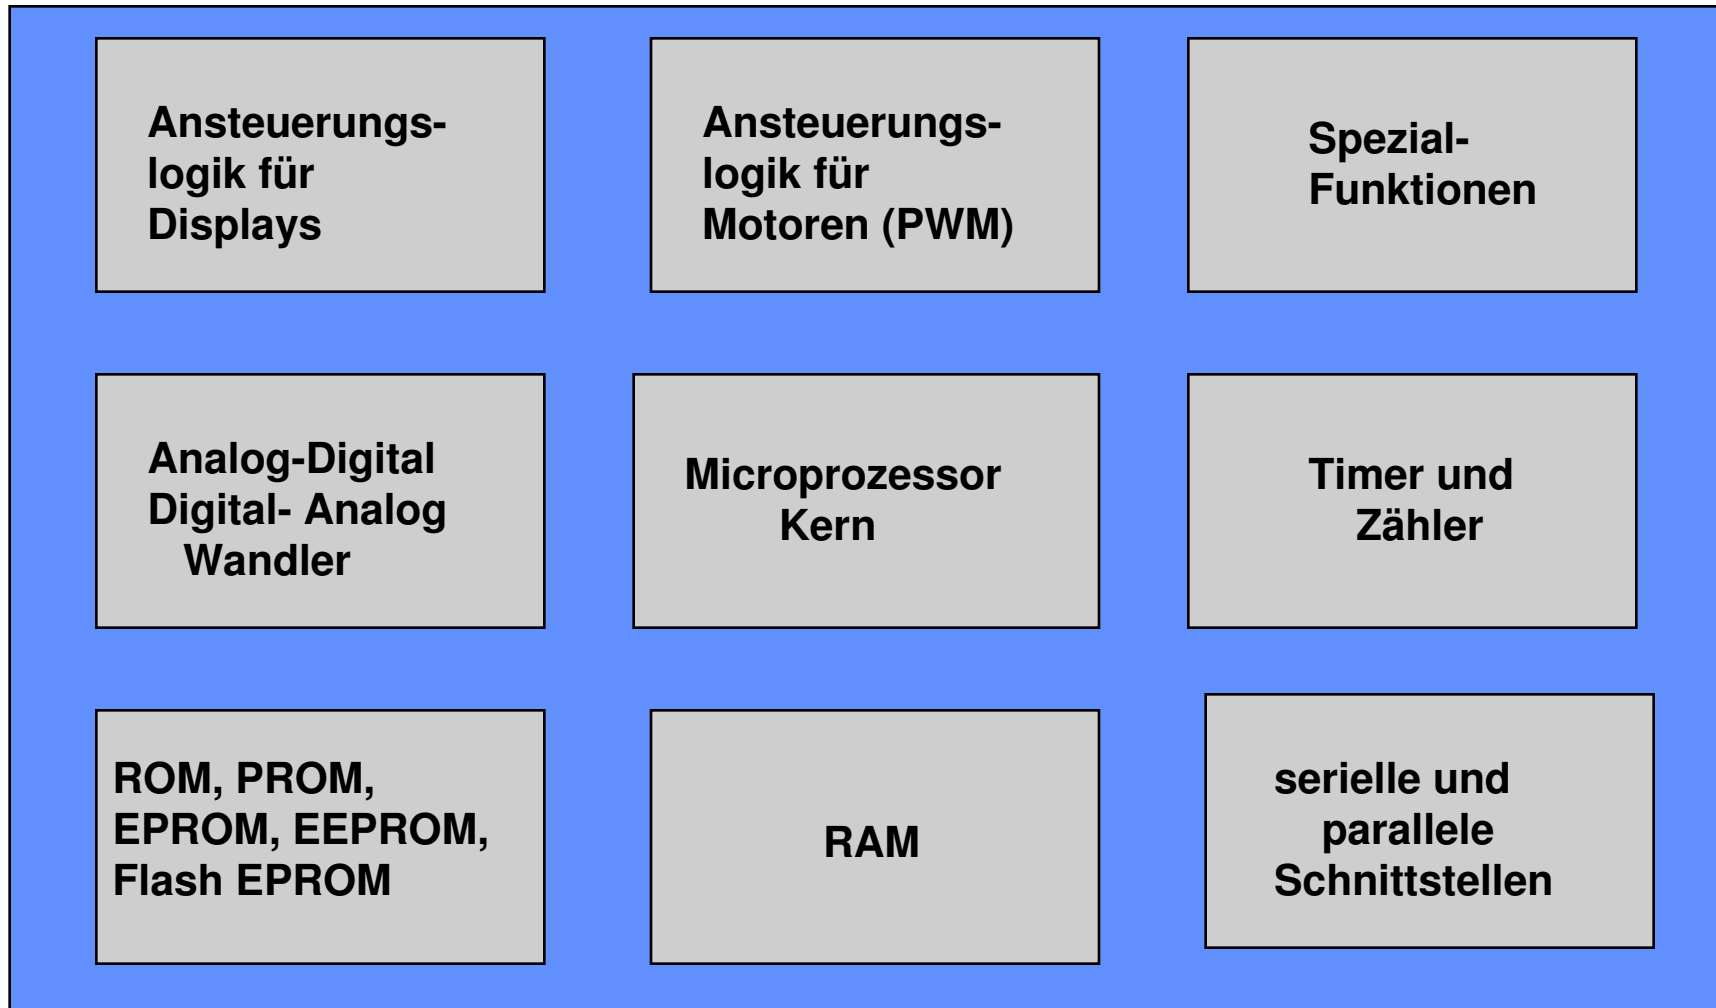 Ansteuerungs-
logik für
Displays
Ansteuerungs-
logik für
Motoren (PWM)
Spezial-
Funktionen
Analog-Digital
Digital- Analog
Wandler
Microprozessor
Kern
Timer und
Zähler
ROM, PROM,
EPROM, EEPROM,
Flash EPROM
RAM
serielle und
parallele
Schnittstellen